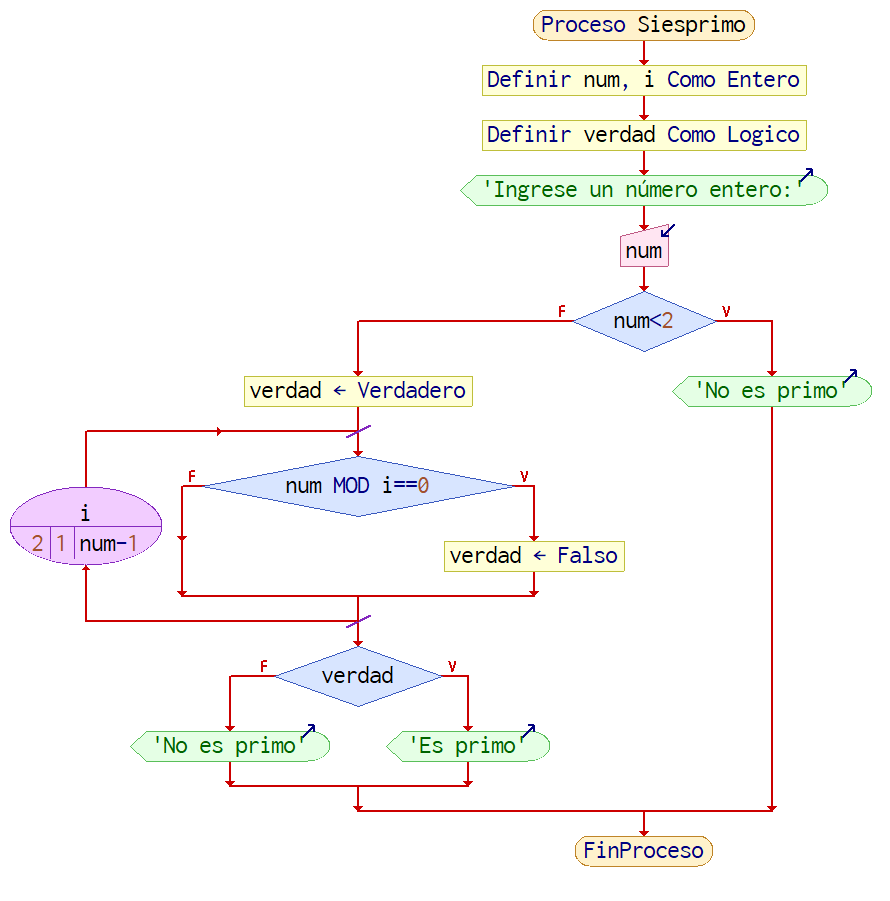 Proceso Siesprimo
Definir num, i Como Entero
Definir verdad Como Logico
'Ingrese un número entero:'
num
num<2
F
V
verdad ← Verdadero
'No es primo'
num MOD i==0
F
V
i
2 1 num-1
verdad ← Falso
verdad
F
V
'No es primo'
'Es primo'
FinProceso